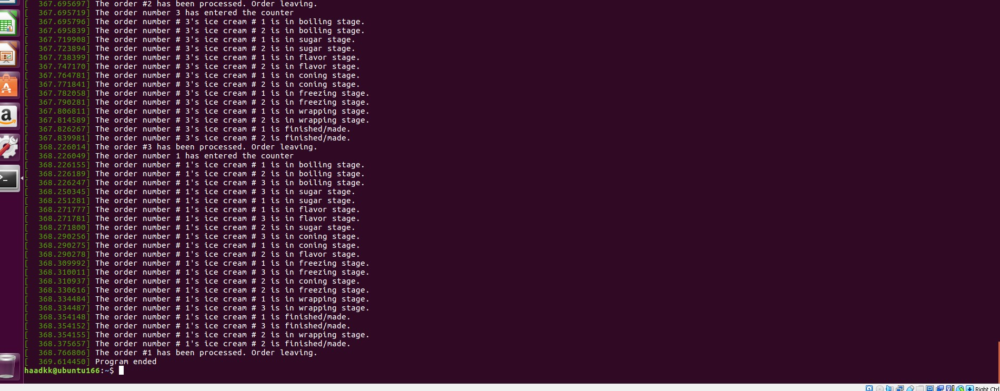 [  367.695697] The order #2 has been processed. Order leaving.
[  367.695719] The order number 3 has entered the counter
[  367.695796] The order number # 3's ice cream # 1 is in boiling stage.
[  367.695839] The order number # 3's ice cream # 2 is in boiling stage.
[  367.719908] The order number # 3's ice cream # 1 is in sugar stage.
[  367.723894] The order number # 3's ice cream # 2 is in sugar stage.
[  367.738399] The order number # 3's ice cream # 1 is in flavor stage.
[  367.747170] The order number # 3's ice cream # 2 is in flavor stage.
[  367.764781] The order number # 3's ice cream # 1 is in coning stage.
[  367.771841] The order number # 3's ice cream # 2 is in coning stage.
[  367.782058] The order number # 3's ice cream # 1 is in freezing stage.
[  367.790281] The order number # 3's ice cream # 2 is in freezing stage.
[  367.806811] The order number # 3's ice cream # 1 is in wrapping stage.
[  367.814589] The order number # 3's ice cream # 2 is in wrapping stage.
[  367.826267] The order number # 3's ice cream # 1 is finished/made.
[  367.839981] The order number # 3's ice cream # 2 is finished/made.
[  368.226014] The order #3 has been processed. Order leaving.
[  368.226049] The order number 1 has entered the counter
[  368.226155] The order number # 1's ice cream # 1 is in boiling stage.
[  368.226189] The order number # 1's ice cream # 2 is in boiling stage.
[  368.226247] The order number # 1's ice cream # 3 is in boiling stage.
[  368.250345] The order number # 1's ice cream # 3 is in sugar stage.
[  368.251281] The order number # 1's ice cream # 1 is in sugar stage.
[  368.271777] The order number # 1's ice cream # 1 is in flavor stage.
[  368.271781] The order number # 1's ice cream # 3 is in flavor stage.
[  368.271800] The order number # 1's ice cream # 2 is in sugar stage.
[  368.290256] The order number # 1's ice cream # 3 is in coning stage.
[  368.290275] The order number # 1's ice cream # 1 is in coning stage.
[  368.290278] The order number # 1's ice cream # 2 is in flavor stage.
[  368.309992] The order number # 1's ice cream # 1 is in freezing stage.
[  368.310011] The order number # 1's ice cream # 3 is in freezing stage.
[  368.310937] The order number # 1's ice cream # 2 is in coning stage.
[  368.330616] The order number # 1's ice cream # 2 is in freezing stage.
[  368.334484] The order number # 1's ice cream # 1 is in wrapping stage.
[  368.334487] The order number # 1's ice cream # 3 is in wrapping stage.
[  368.354148] The order number # 1's ice cream # 1 is finished/made.
[  368.354152] The order number # 1's ice cream # 3 is finished/made.
[  368.354155] The order number # 1's ice cream # 2 is in wrapping stage.
[  368.375657] The order number # 1's ice cream # 2 is finished/made.
[  368.766806] The order #1 has been processed. Order leaving.
[  369.614450] Program ended
haadkk@ubuntu166:~$
Right Ctrl